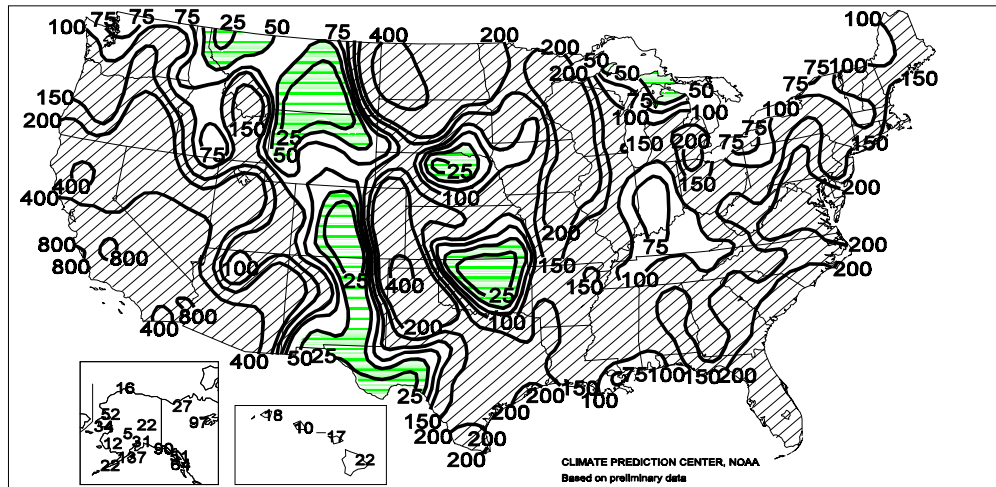 100 75 75 25 50 75 400 200 200 50 50 100
200 75 50 75 100 150
150 150 100 100 75 75
200 75 25 50 150 200 150 75 150
400 25 100 150 200
400
800 800 100 200 75 200
800 25 400 25 150 150 100 200
400 800 200 100
400 50 25 25 75 100 150 200
150 200 200 150 100
200 200
200
16 27
52 22 97
34 5 31
12 90
22
18 10 17 22
CLIMATE PREDICTION CENTER, NOAA
Based on preliminary data